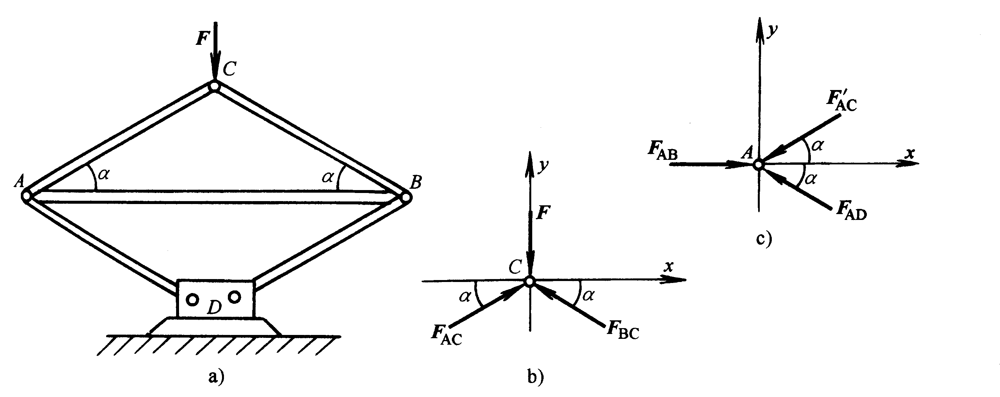 F
C
A
α
α
B
D
a)
y
F
C
x
α
α
F_AC
F_BC
b)
y
F'_AC
F_AB
A
α
x
α
F_AD
c)